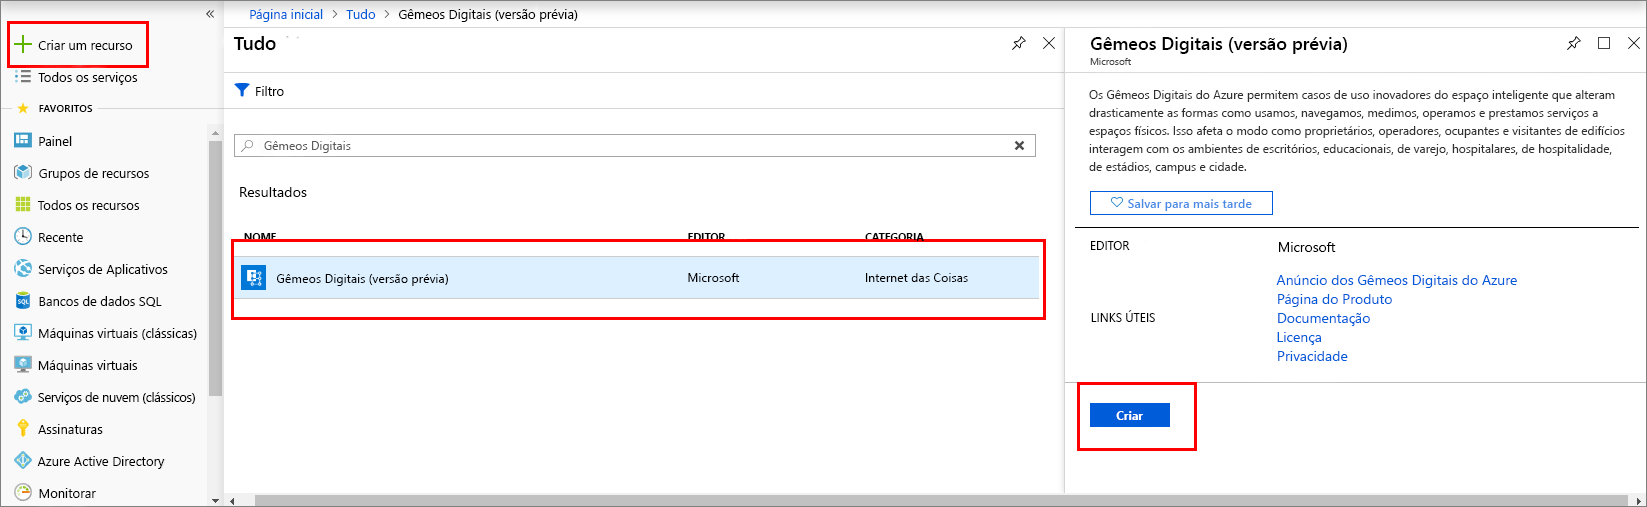 «
Criar um recurso
Todos os serviços
FAVORITOS
Painel
Grupos de recursos
Todos os recursos
Recente
Serviços de Aplicativos
Bancos de dados SQL
Máquinas virtuais (clássicas)
Máquinas virtuais
Serviços de nuvem (clássicos)
Assinaturas
Azure Active Directory
Monitorar
Página inicial > Tudo > Gêmeos Digitais (versão prévia)
Tudo
Filtro
Gêmeos Digitais
Resultados
NOME EDITOR CATEGORIA
Gêmeos Digitais (versão prévia) Microsoft Internet das Coisas
Gêmeos Digitais (versão prévia)
Microsoft
Os Gêmeos Digitais do Azure permitem casos de uso inovadores do espaço inteligente que alteram
drasticamente as formas como usamos, navegamos, medimos, operamos e prestamos serviços a
espaços físicos. Isso afeta o modo como proprietários, operadores, ocupantes e visitantes de edifícios
interagem com os ambientes de escritórios, educacionais, de varejo, hospitalares, de hospitalidade,
de estádios, campus e cidade.
Salvar para mais tarde
EDITOR Microsoft
LINKS ÚTEIS
Anúncio dos Gêmeos Digitais do Azure
Página do Produto
Documentação
Licença
Privacidade
Criar